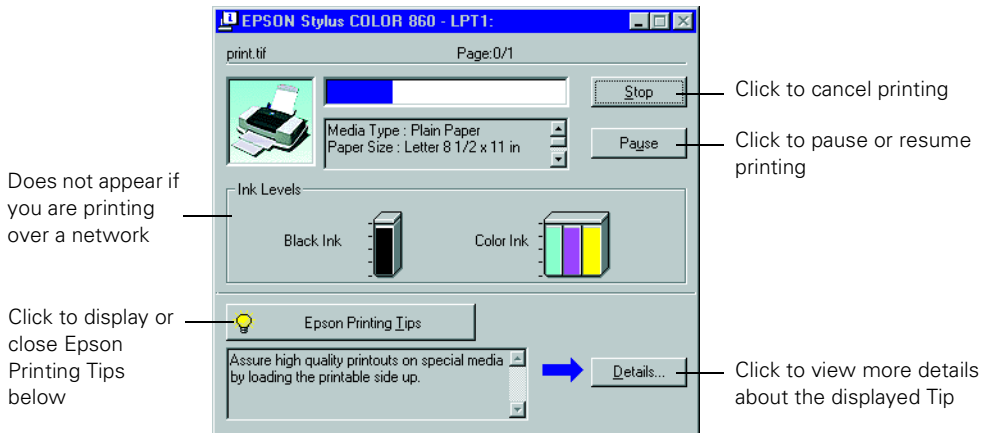 EPSON Stylus COLOR 860 - LPT1:
print.tif Page:0/1
Stop
Click to cancel printing
Media Type : Plain Paper
Paper Size : Letter 8 1/2 x 11 in
Pause
Click to pause or resume
printing
Does not appear if
you are printing
over a network
Ink Levels
Black Ink
Color Ink
Click to display or
close Epson
Printing Tips
below
Epson Printing Tips
Assure high quality printouts on special media
by loading the printable side up.
Details...
Click to view more details
about the displayed Tip